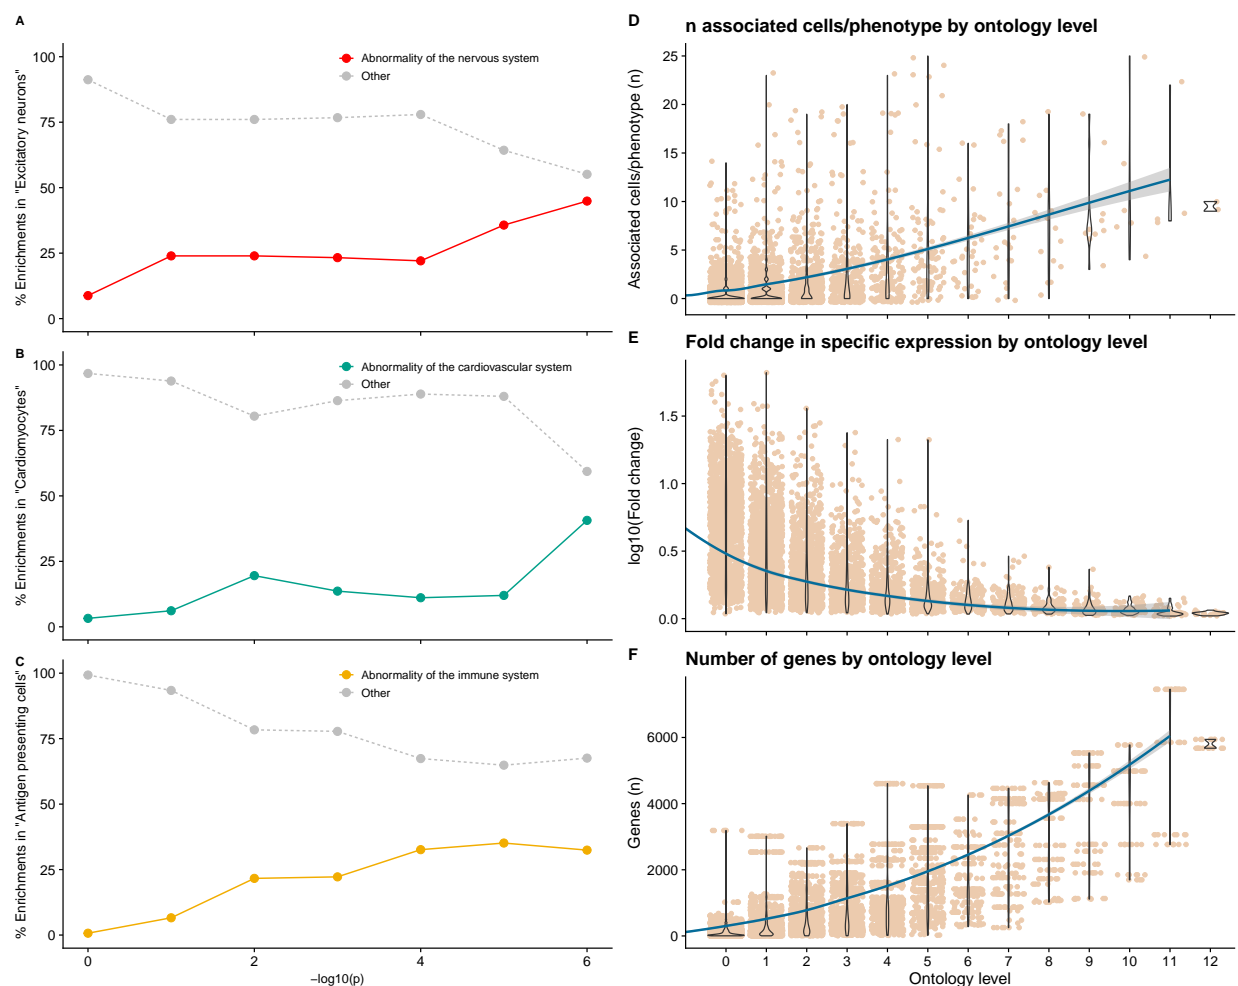 A
% Enrichments in "Excitatory neurons"
100
75
50
25
0
Abnormality of the nervous system
Other
B
% Enrichments in "Cardiomyocytes"
100
75
50
25
0
Abnormality of the cardiovascular system
Other
C
% Enrichments in "Antigen presenting cells"
100
75
50
25
0
Abnormality of the immune system
Other
0 2 4 6
−log10(p)
D
n associated cells/phenotype by ontology level
Associated cells/phenotype (n)
25
20
15
10
5
0
E
Fold change in specific expression by ontology level
log10(Fold change)
1.5
1.0
0.5
0.0
F
Number of genes by ontology level
Genes (n)
6000
4000
2000
0
0 1 2 3 4 5 6 7 8 9 10 11 12
Ontology level